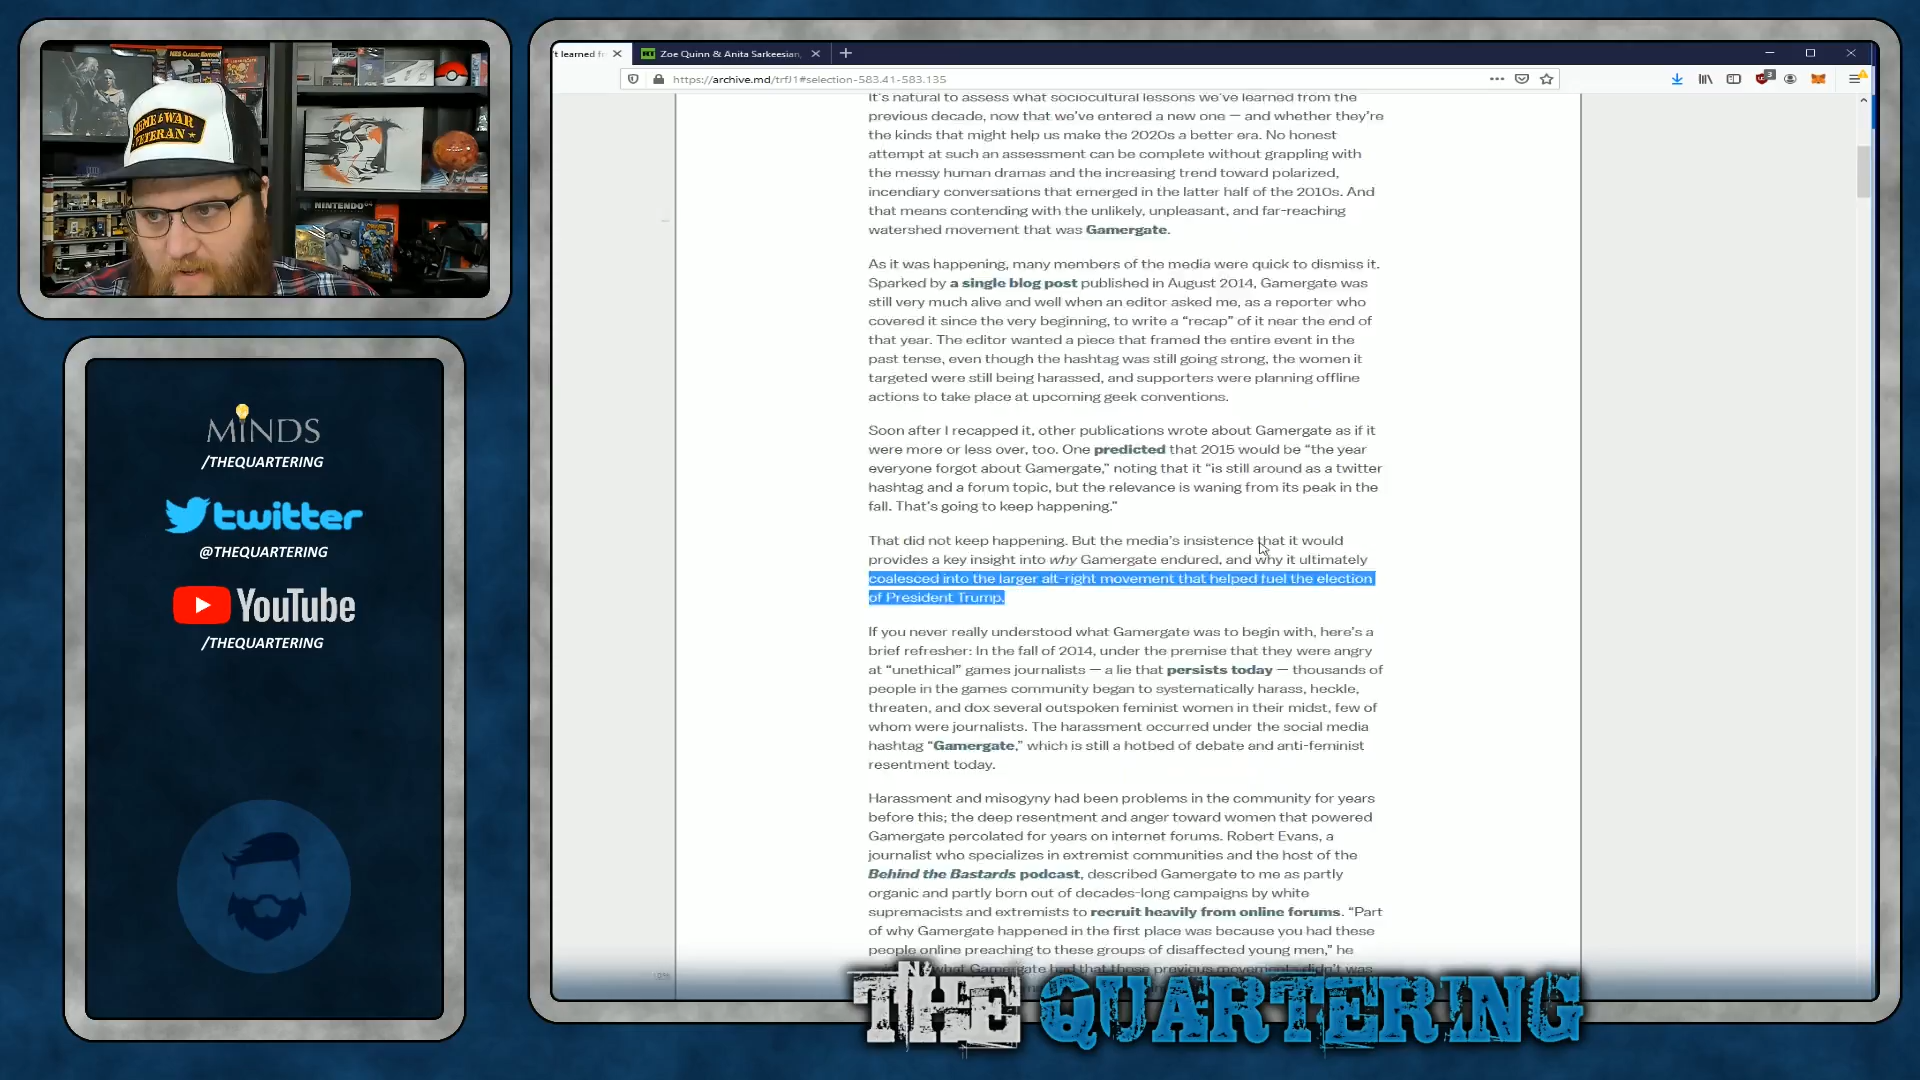 NES CLASSIC EDITION
MEME WAR
VETERAN
NINTENDO 64
MINDS
/THEQUARTERING
twitter
@THEQUARTERING
YouTube
/THEQUARTERING
't learned f
Zoe Quinn & Anita Sarkeesian,
https://archive.md/trfJ1#selection-583.41-583.135
3
It's natural to assess what sociocultural lessons we've learned from the
previous decade, now that we've entered a new one — and whether they're
the kinds that might help us make the 2020s a better era. No honest
attempt at such an assessment can be complete without grappling with
the messy human dramas and the increasing trend toward polarized,
incendiary conversations that emerged in the latter half of the 2010s. And
that means contending with the unlikely, unpleasant, and far-reaching
watershed movement that was Gamergate.
As it was happening, many members of the media were quick to dismiss it.
Sparked by a single blog post published in August 2014, Gamergate was
still very much alive and well when an editor asked me, as a reporter who
covered it since the very beginning, to write a “recap” of it near the end of
that year. The editor wanted a piece that framed the entire event in the
past tense, even though the hashtag was still going strong, the women it
targeted were still being harassed, and supporters were planning offline
actions to take place at upcoming geek conventions.
Soon after I recapped it, other publications wrote about Gamergate as if it
were more or less over, too. One predicted that 2015 would be “the year
everyone forgot about Gamergate,” noting that it “is still around as a twitter
hashtag and a forum topic, but the relevance is waning from its peak in the
fall. That's going to keep happening.”
That did not keep happening. But the media's insistence that it would
provides a key insight into why Gamergate endured, and why it ultimately
coalesced into the larger alt-right movement that helped fuel the election
of President Trump.
If you never really understood what Gamergate was to begin with, here's a
brief refresher: In the fall of 2014, under the premise that they were angry
at “unethical” games journalists — a lie that persists today — thousands of
people in the games community began to systematically harass, heckle,
threaten, and dox several outspoken feminist women in their midst, few of
whom were journalists. The harassment occurred under the social media
hashtag “Gamergate,” which is still a hotbed of debate and anti-feminist
resentment today.
Harassment and misogyny had been problems in the community for years
before this; the deep resentment and anger toward women that powered
Gamergate percolated for years on internet forums. Robert Evans, a
journalist who specializes in extremist communities and the host of the
Behind the Bastards podcast, described Gamergate to me as partly
organic and partly born out of decades-long campaigns by white
supremacists and extremists to recruit heavily from online forums. “Part
of why Gamergate happened in the first place was because you had these
people online preaching to these groups of disaffected young men,” he
what Gamergate had that those previous movements didn't was
THE QUARTERING